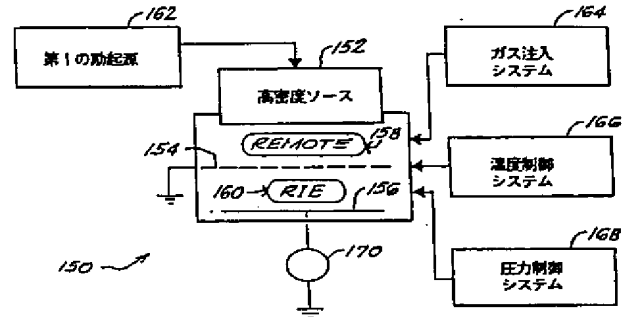 162
152
164
第1の励起源
高密度ソース
ガス注入
システム
154
REMOTE
158
166
温度制御
システム
160
RIE
156
168
150
170
圧力制御
システム